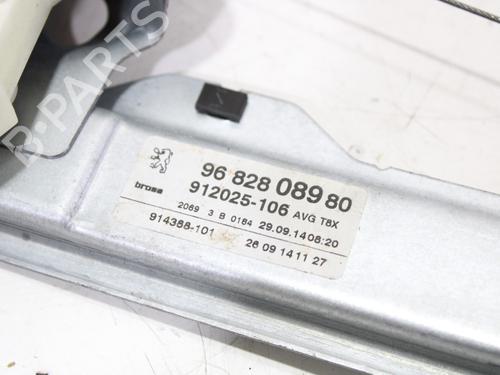 96 828 089 80
brose 912025-106 AVG T8X
2069 3 B 0184 29.09.14 08:20
914388-101 28 09 14 11 27
B-PARTS